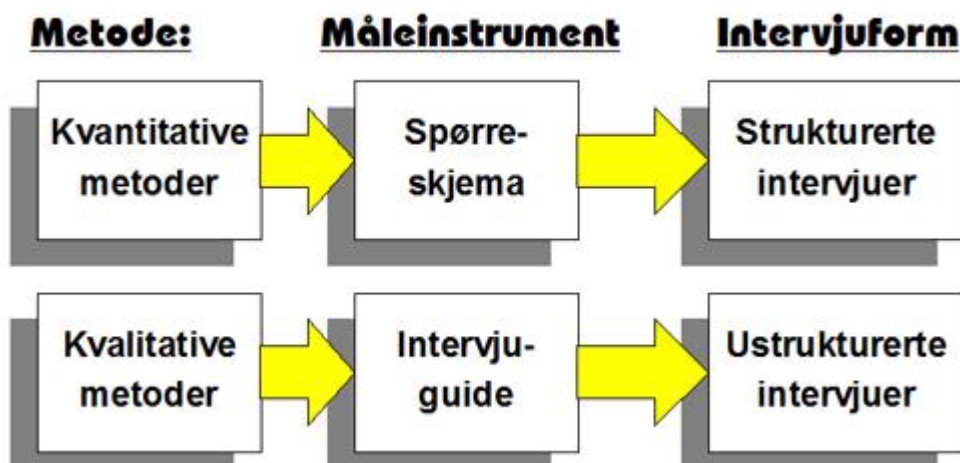 Metode: Måleinstrument Intervjuform
Kvantitative metoder
Spørre-
skjema
Strukturerte
intervjuer
Kvalitative
metoder
Intervju-
guide
Ustrukturerte
intervjuer